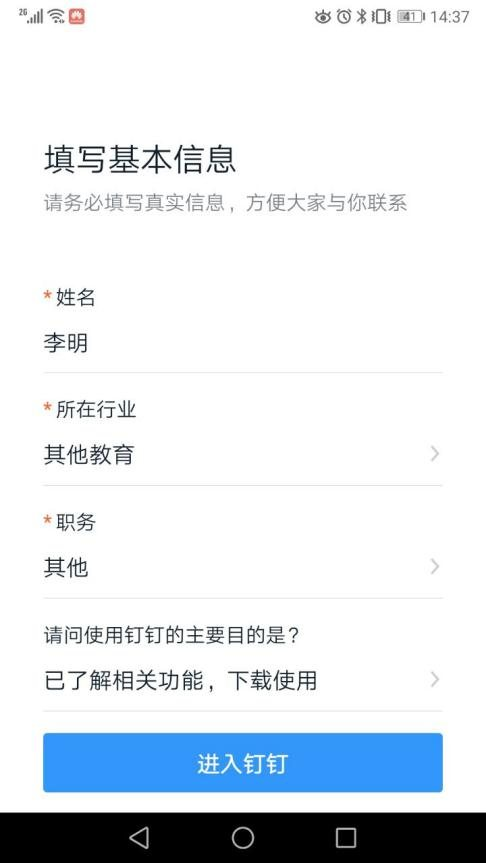 2G 41 14:37
填写基本信息
请务必填写真实信息，方便大家与你联系
*姓名
李明
*所在行业
其他教育
*职务
其他
请问使用钉钉的主要目的是？
已了解相关功能，下载使用
进入钉钉